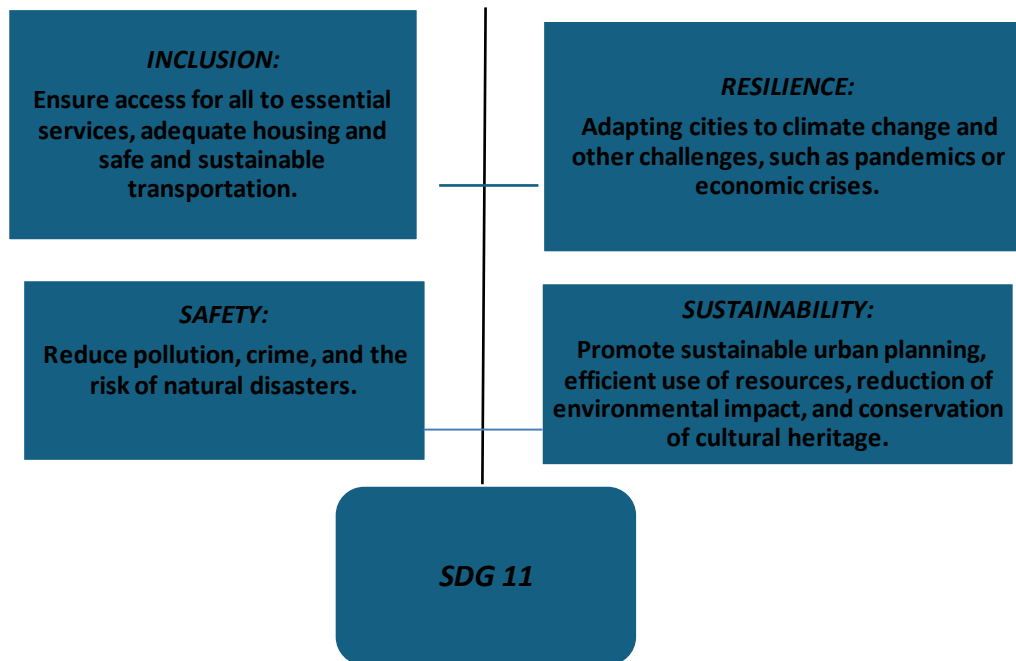 INCLUSION:
Ensure access for all to essential
services, adequate housing and
safe and sustainable
transportation.
RESILIENCE:
Adapting cities to climate change and
other challenges, such as pandemics or
economic crises.
SAFETY:
Reduce pollution, crime, and the
risk of natural disasters.
SUSTAINABILITY:
Promote sustainable urban planning,
efficient use of resources, reduction of
environmental impact, and conservation
of cultural heritage.
SDG 11